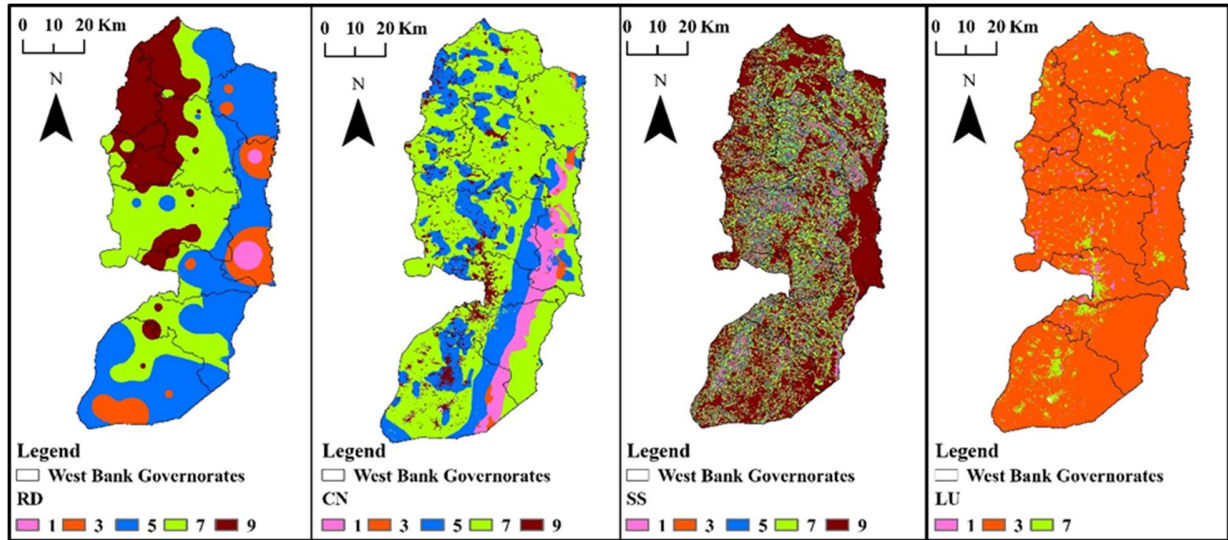 0 10 20 Km
N
Legend
West Bank Governorates
RD
1 3 5 7 9
0 10 20 Km
N
Legend
West Bank Governorates
CN
1 3 5 7 9
0 10 20 Km
N
Legend
West Bank Governorates
SS
1 3 5 7 9
0 10 20 Km
N
Legend
West Bank Governorates
LU
1 3 7